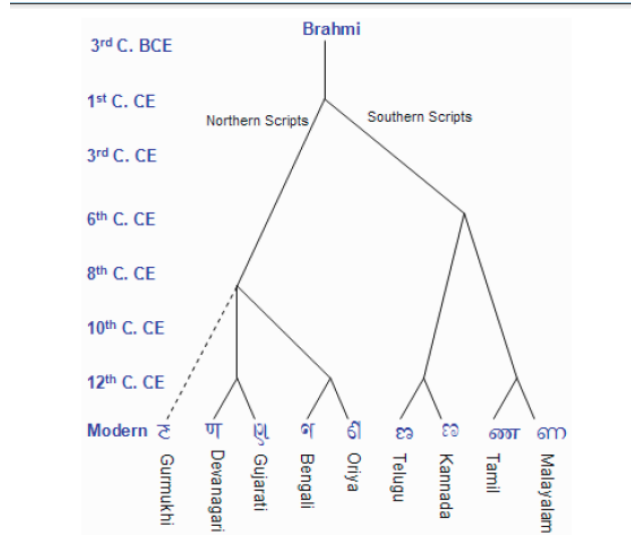 Brahmi
3rd C. BCE
1st C. CE
Northern Scripts
Southern Scripts
3rd C. CE
6th C. CE
8th C. CE
10th C. CE
12th C. CE
Modern ਣ ण ણ ণ ଣ ణ ಣ ண ണ
Gurmukhi
Devanagari
Gujarati
Bengali
Oriya
Telugu
Kannada
Tamil
Malayalam